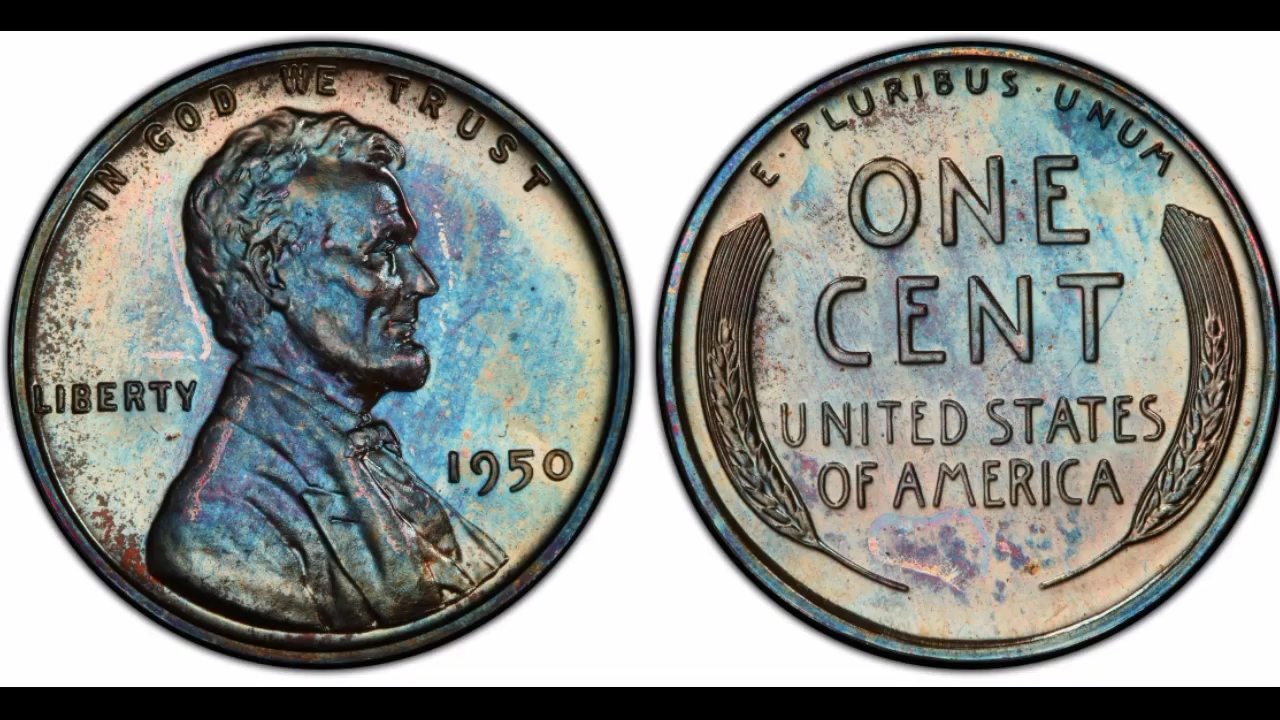 IN GOD WE TRUST
LIBERTY
1950
E·PLURIBUS·UNUM
ONE
CENT
UNITED STATES
OF AMERICA